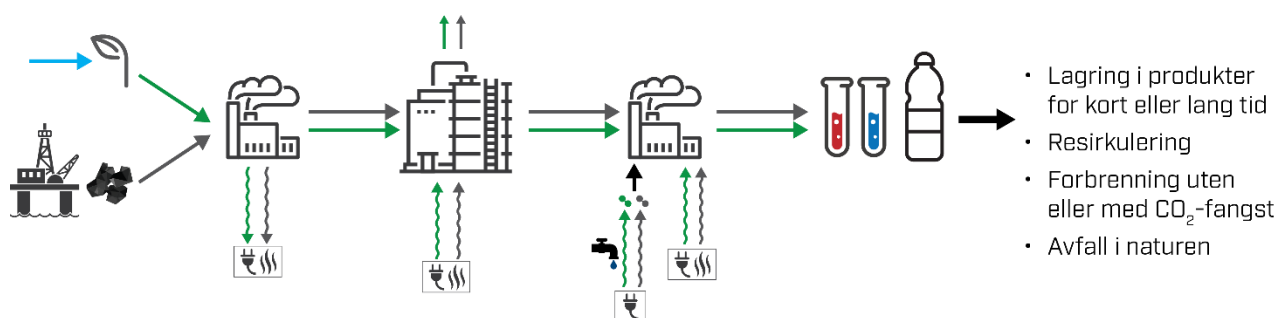 • Lagring i produkter
for kort eller lang tid
• Resirkulering
• Forbrenning uten
eller med CO₂-fangst
• Avfall i naturen